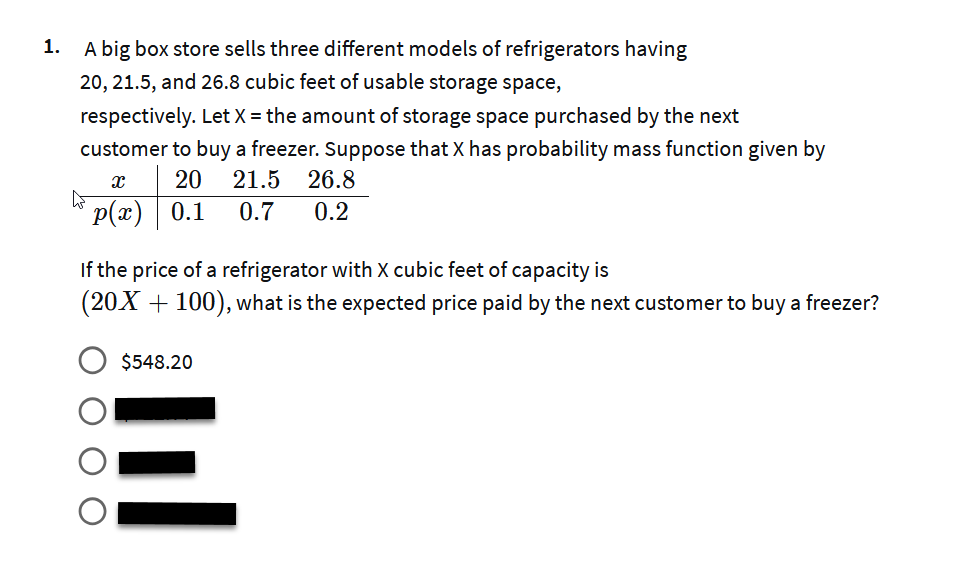 1. A big box store sells three different models of refrigerators having
20, 21.5, and 26.8 cubic feet of usable storage space,
respectively. Let X = the amount of storage space purchased by the next
customer to buy a freezer. Suppose that X has probability mass function given by
x 20 21.5 26.8
p(x) 0.1 0.7 0.2
If the price of a refrigerator with X cubic feet of capacity is
(20X + 100), what is the expected price paid by the next customer to buy a freezer?
$548.20